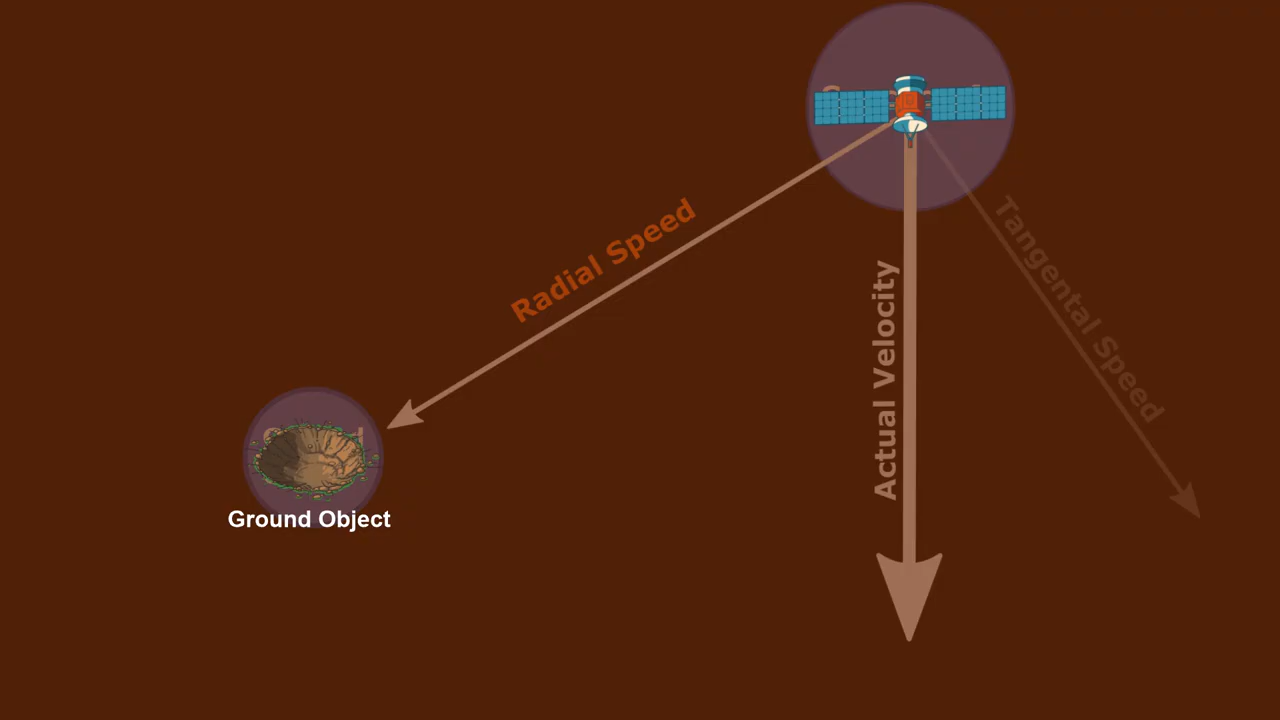 Radial Speed
Tangental Speed
Actual Velocity
Ground Object